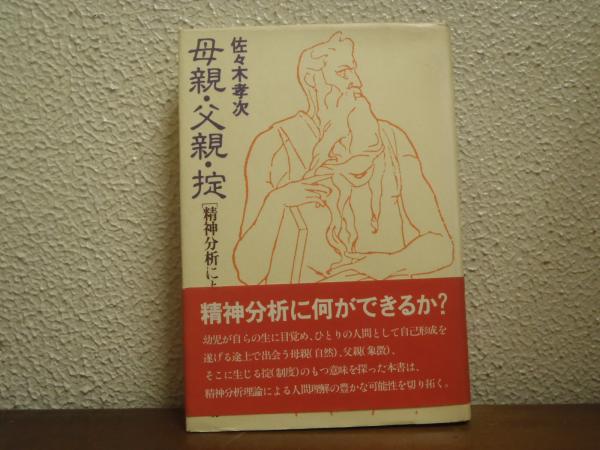 佐々木孝次
母親・父親・掟
[精神分析に
精神分析に何ができるか?
幼児が自らの生に目覚め、ひとりの人間として自己形成を
遂げる途上で出会う母親(自然)、父親(象徴)、
そこに生じる掟(制度)のもつ意味を探った本書は、
精神分析理論による人間理解の豊かな可能性を切り拓く。